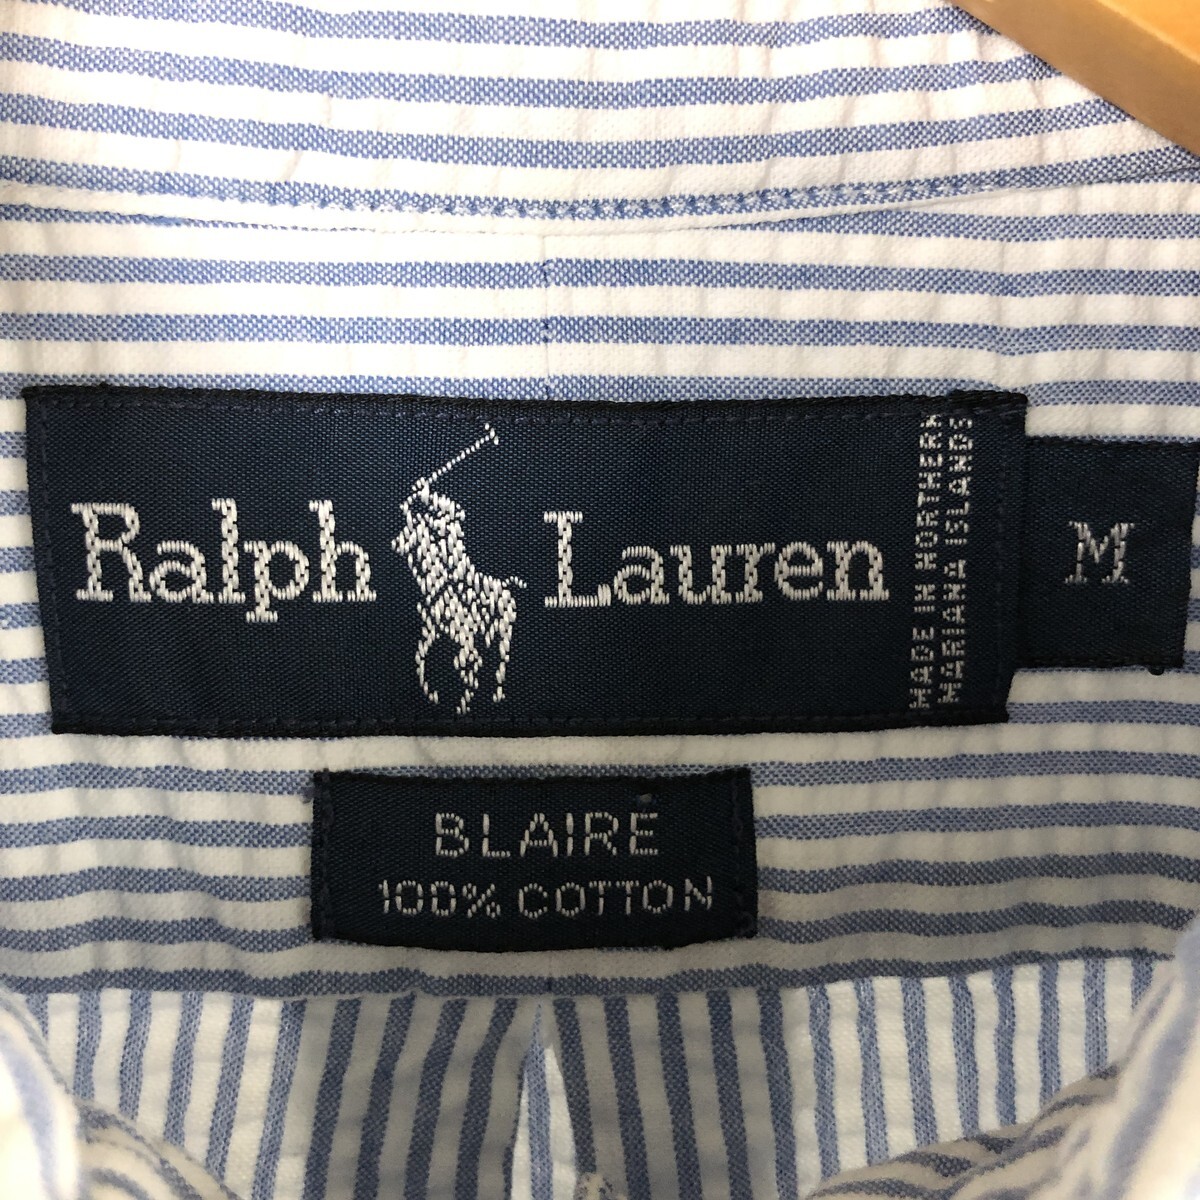 Ralph Lauren
MADE IN NORTHERN
MARIANA ISLANDS
M
BLAIRE
100% COTTON